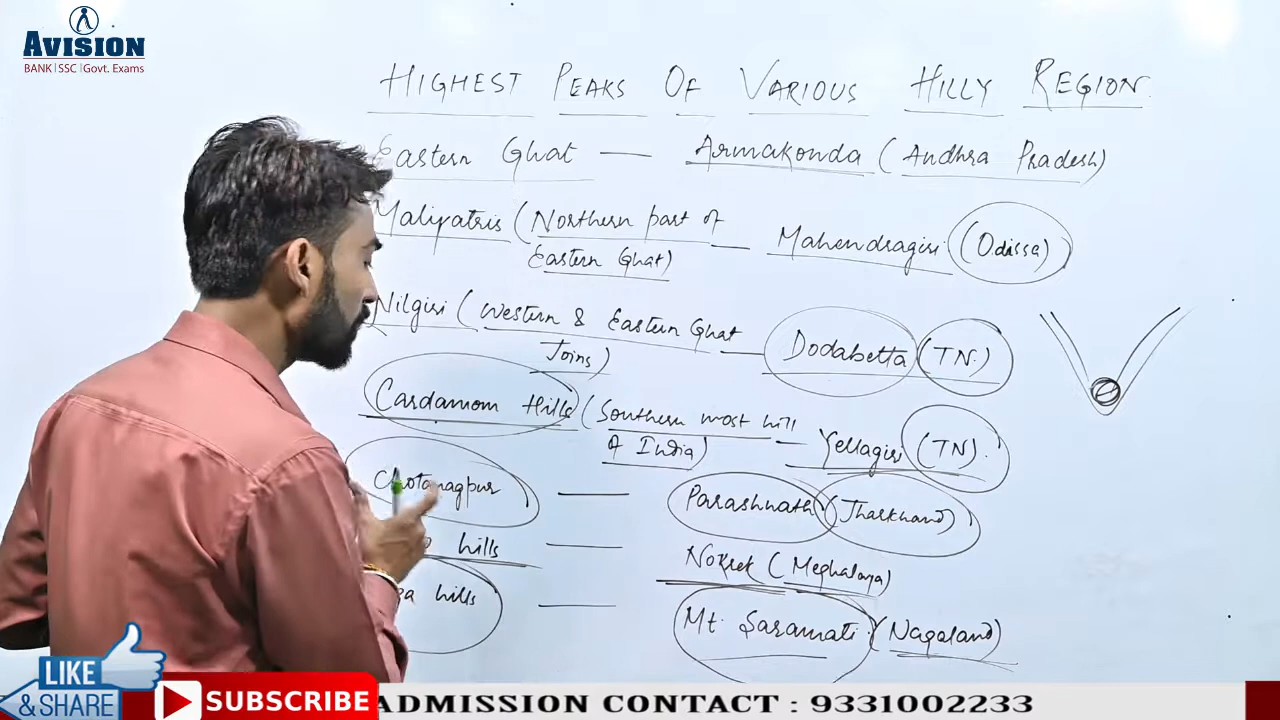 AVISION
BANK | SSC | Govt. Exams
HIGHEST PEAKS OF VARIOUS HILLY REGION
Eastern Ghat — Armakonda (Andhra Pradesh)
Maliyatris (Northern part of
Eastern Ghat) — Mahendragiri (Odissa)
Nilgiri (Western & Eastern Ghat
Joins) — Dodabetta (TN)
Cardamom Hills (Southern most hill
of India) — Yellagiri (TN).
Chotanagpur — Parashnath (Jharkhand)
hills — Nokrek (Meghalaya)
hills — Mt. Saramati (Nagaland)
LIKE
& SHARE
SUBSCRIBE
ADMISSION CONTACT : 9331002233